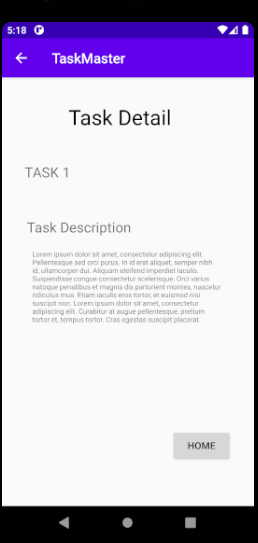 5:18
TaskMaster
Task Detail
TASK 1
Task Description
Lorem ipsum dolor sit amet, consectetur adipiscing elit.
Pellentesque sed orci purus. In id erat aliquet, semper nibh
id, ullamcorper dui. Aliquam eleifend imperdiet iaculis.
Suspendisse congue consectetur scelerisque. Orci varius
natoque penatibus et magnis dis parturient montes, nascetur
ridiculus mus. Etiam iaculis eros tortor, et euismod nisi
suscipit non. Lorem ipsum dolor sit amet, consectetur
adipiscing elit. Curabitur at augue pellentesque, pretium
tortor et, tempus tortor. Cras egestas suscipit placerat.
HOME